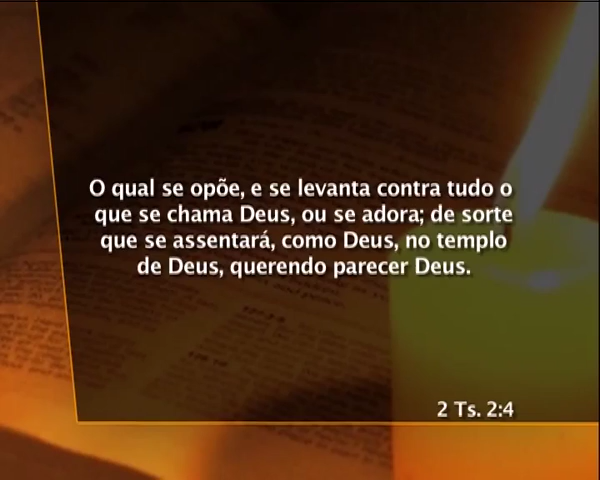 O qual se opõe, e se levanta contra tudo o
que se chama Deus, ou se adora; de sorte
que se assentará, como Deus, no templo
de Deus, querendo parecer Deus.
2 Ts. 2:4